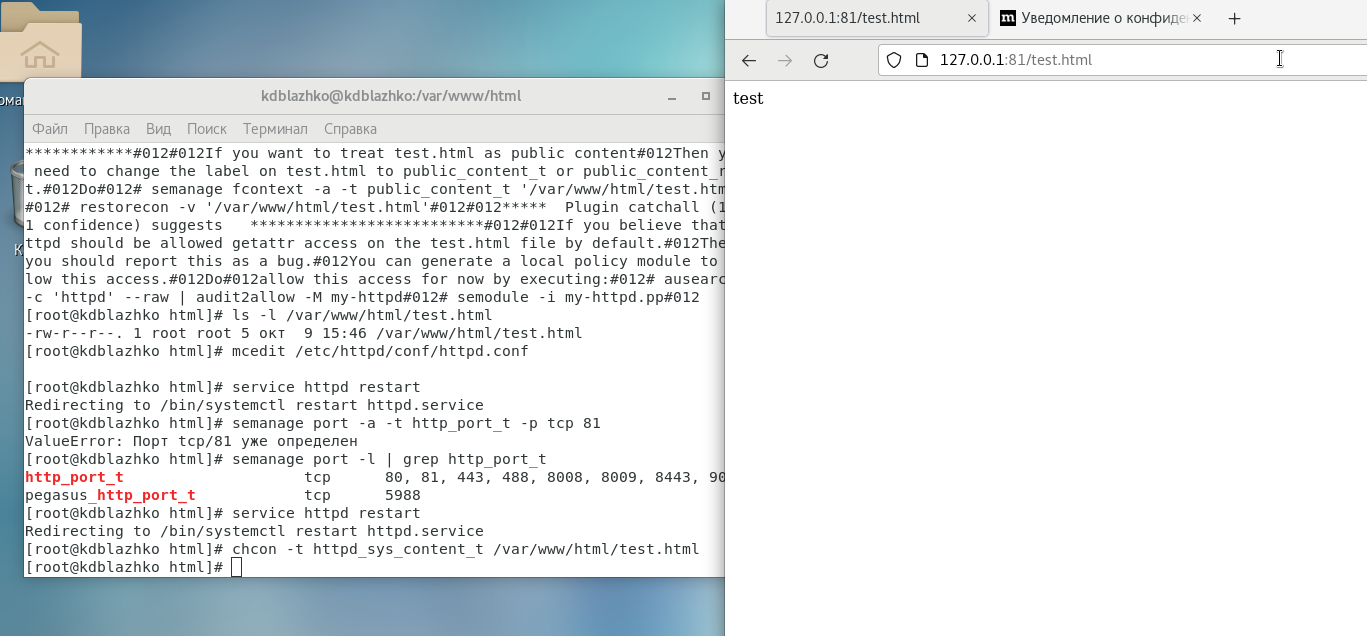 ома
К
kdblazhko@kdblazhko:/var/www/html
Файл Правка Вид Поиск Терминал Справка
************#012#012If you want to treat test.html as public content#012Then y
 need to change the label on test.html to public_content_t or public_content_r
t.#012Do#012# semanage fcontext -a -t public_content_t '/var/www/html/test.htm
#012# restorecon -v '/var/www/html/test.html'#012#012*****  Plugin catchall (1
1 confidence) suggests   **************************#012#012If you believe that
ttpd should be allowed getattr access on the test.html file by default.#012The
you should report this as a bug.#012You can generate a local policy module to
low this access.#012Do#012allow this access for now by executing:#012# ausearc
-c 'httpd' --raw | audit2allow -M my-httpd#012# semodule -i my-httpd.pp#012
[root@kdblazhko html]# ls -l /var/www/html/test.html
-rw-r--r--. 1 root root 5 окт  9 15:46 /var/www/html/test.html
[root@kdblazhko html]# mcedit /etc/httpd/conf/httpd.conf
[root@kdblazhko html]# service httpd restart
Redirecting to /bin/systemctl restart httpd.service
[root@kdblazhko html]# semanage port -a -t http_port_t -p tcp 81
ValueError: Порт tcp/81 уже определен
[root@kdblazhko html]# semanage port -l | grep http_port_t
http_port_t                    tcp      80, 81, 443, 488, 8008, 8009, 8443, 90
pegasus_http_port_t            tcp      5988
[root@kdblazhko html]# service httpd restart
Redirecting to /bin/systemctl restart httpd.service
[root@kdblazhko html]# chcon -t httpd_sys_content_t /var/www/html/test.html
[root@kdblazhko html]#
127.0.0.1:81/test.html
m Уведомление о конфиде
127.0.0.1:81/test.html
test